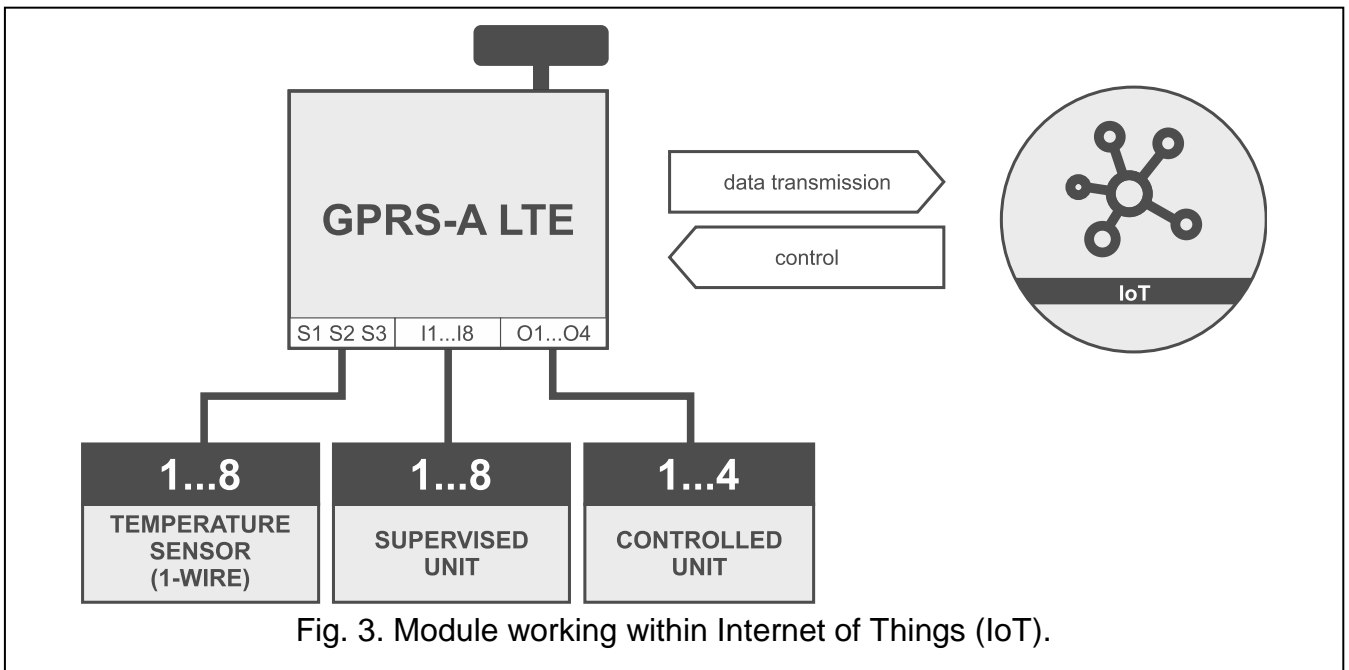 GPRS-A LTE
data transmission
control
IoT
S1 S2 S3 I1...I8 O1...O4
1...8
TEMPERATURE
SENSOR
(1-WIRE)
1...8
SUPERVISED
UNIT
1...4
CONTROLLED
UNIT
Fig. 3. Module working within Internet of Things (IoT).